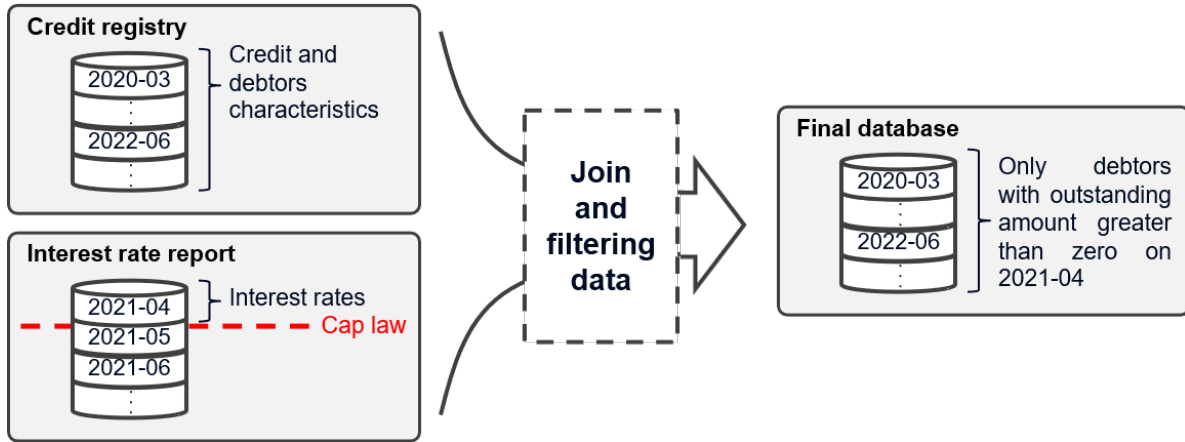 Credit registry
2020-03
⋮
2022-06
⋮
Credit and
debtors
characteristics
Interest rate report
2021-04
2021-05
2021-06
⋮
Interest rates
Cap law
Join
and
filtering
data
Final database
2020-03
⋮
2022-06
⋮
Only debtors
with outstanding
amount greater
than zero on
2021-04